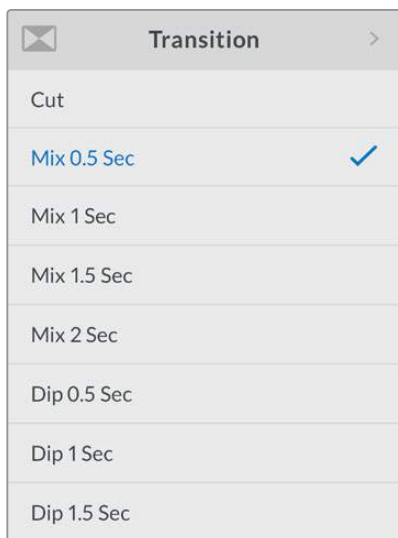 Transition
Cut
Mix 0.5 Sec
Mix 1 Sec
Mix 1.5 Sec
Mix 2 Sec
Dip 0.5 Sec
Dip 1 Sec
Dip 1.5 Sec